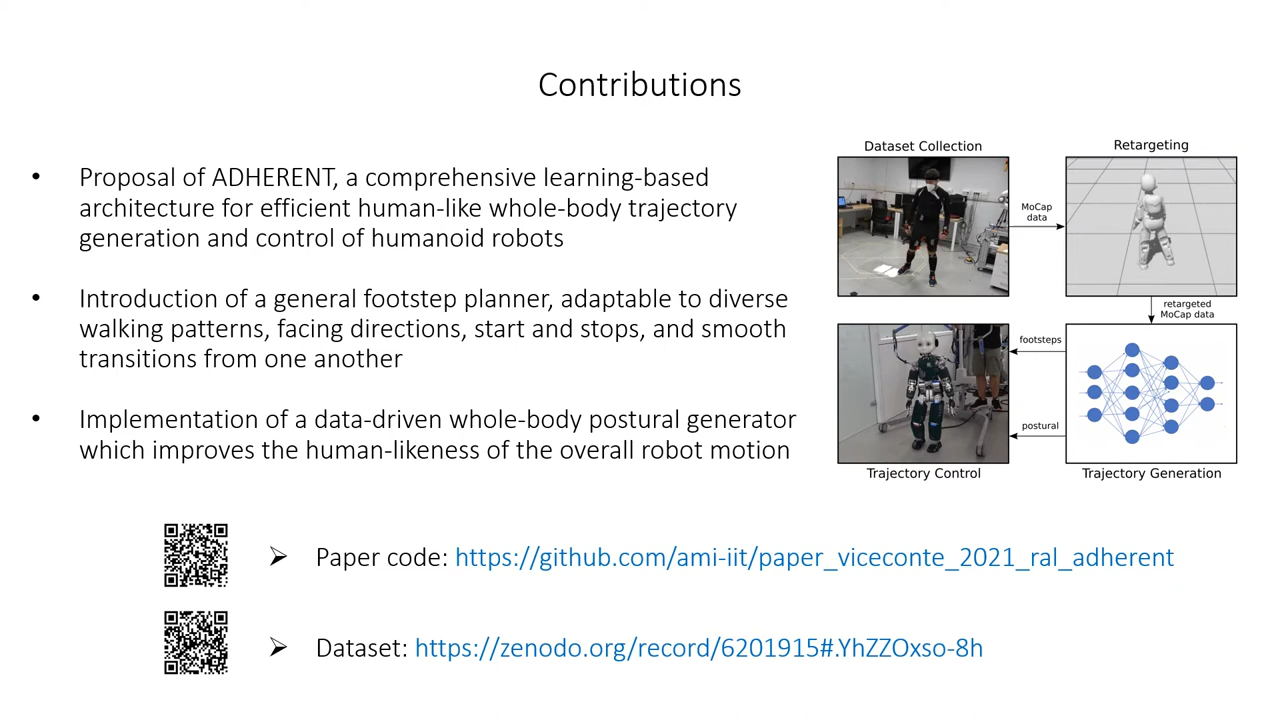 Contributions
• Proposal of ADHERENT, a comprehensive learning-based
architecture for efficient human-like whole-body trajectory
generation and control of humanoid robots
• Introduction of a general footstep planner, adaptable to diverse
walking patterns, facing directions, start and stops, and smooth
transitions from one another
• Implementation of a data-driven whole-body postural generator
which improves the human-likeness of the overall robot motion
Dataset Collection
Retargeting
MoCap
data
retargeted
MoCap data
footsteps
postural
Trajectory Control
Trajectory Generation
➢ Paper code: https://github.com/ami-iit/paper_viceconte_2021_ral_adherent
➢ Dataset: https://zenodo.org/record/6201915#.YhZZOxso-8h